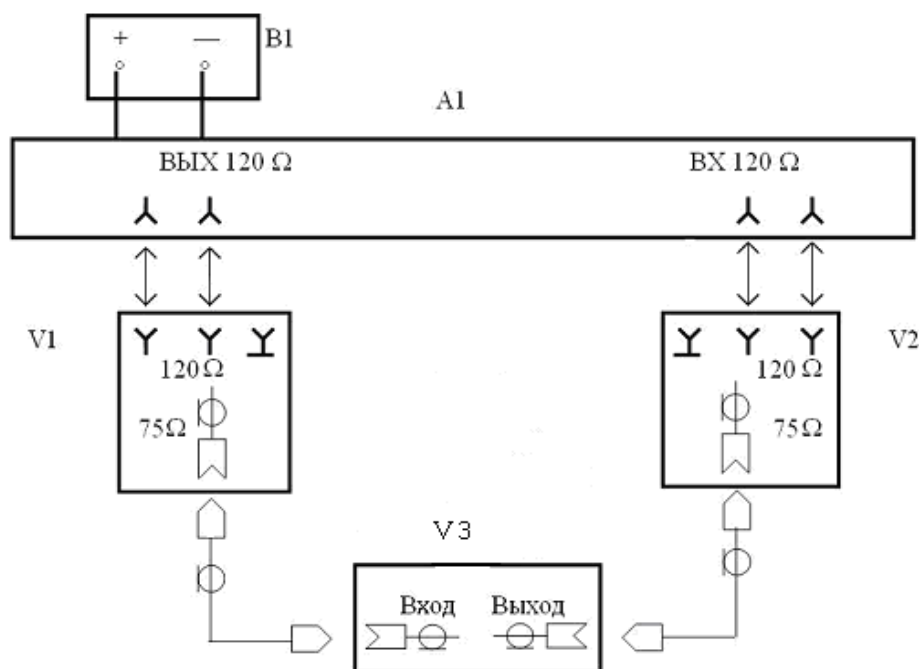 + —
B1
A1
ВЫХ 120 Ω
ВХ 120 Ω
V1
V2
120 Ω
75Ω
120 Ω
75Ω
V3
Вход Выход